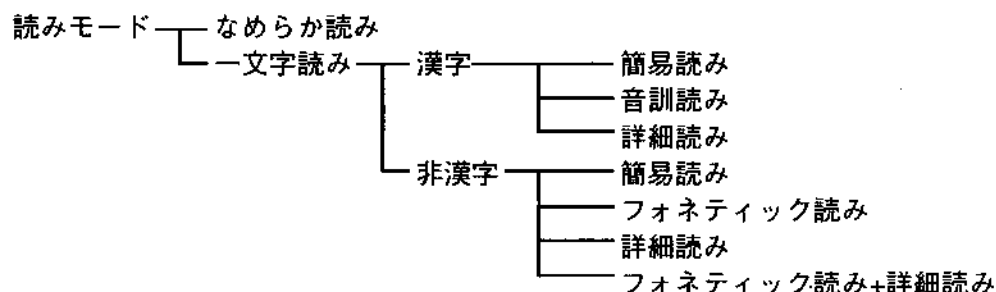 読みモード なめらか読み
一文字読み 漢字 簡易読み
音訓読み
詳細読み
非漢字 簡易読み
フォネティック読み
詳細読み
フォネティック読み+詳細読み